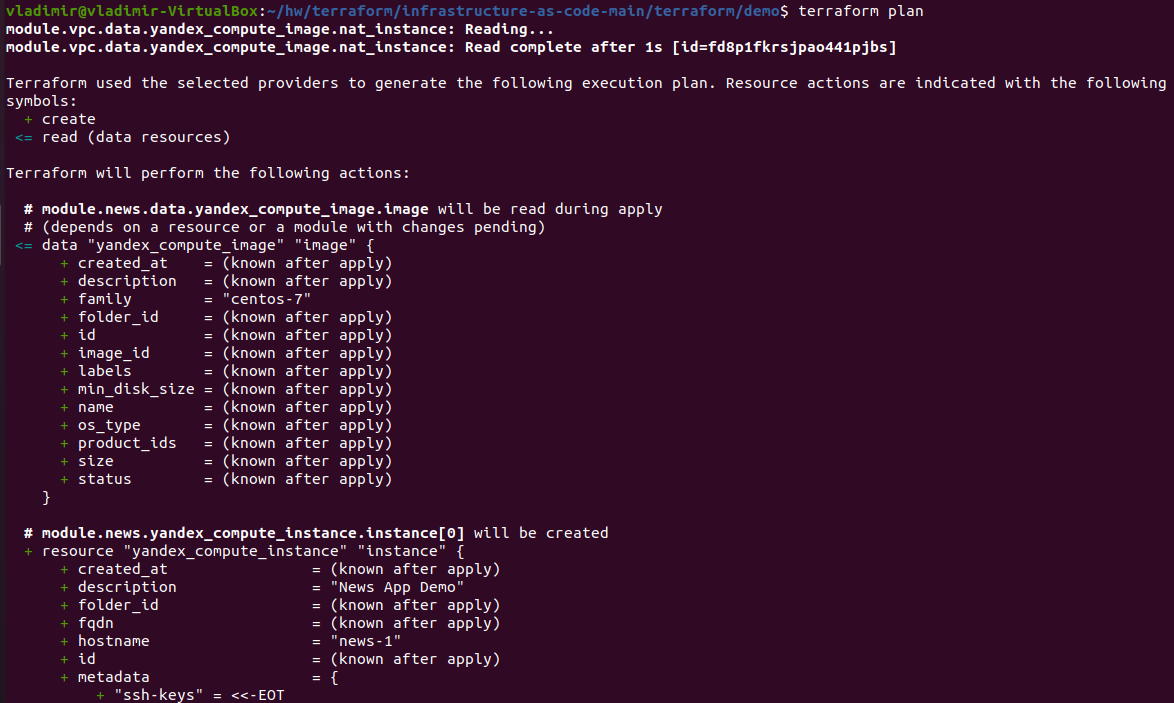 vladimir@vladimir-VirtualBox:~/hw/terraform/infrastructure-as-code-main/terraform/demo$ terraform plan
module.vpc.data.yandex_compute_image.nat_instance: Reading...
module.vpc.data.yandex_compute_image.nat_instance: Read complete after 1s [id=fd8p1fkrsjpao441pjbs]
Terraform used the selected providers to generate the following execution plan. Resource actions are indicated with the following
symbols:
+ create
<= read (data resources)
Terraform will perform the following actions:
# module.news.data.yandex_compute_image.image will be read during apply
# (depends on a resource or a module with changes pending)
<= data "yandex_compute_image" "image" {
+ created_at    = (known after apply)
+ description   = (known after apply)
+ family        = "centos-7"
+ folder_id     = (known after apply)
+ id            = (known after apply)
+ image_id      = (known after apply)
+ labels        = (known after apply)
+ min_disk_size = (known after apply)
+ name          = (known after apply)
+ os_type       = (known after apply)
+ product_ids   = (known after apply)
+ size          = (known after apply)
+ status        = (known after apply)
}
# module.news.yandex_compute_instance.instance[0] will be created
+ resource "yandex_compute_instance" "instance" {
+ created_at                = (known after apply)
+ description               = "News App Demo"
+ folder_id                 = (known after apply)
+ fqdn                      = (known after apply)
+ hostname                  = "news-1"
+ id                        = (known after apply)
+ metadata                  = {
+ "ssh-keys" = <<-EOT